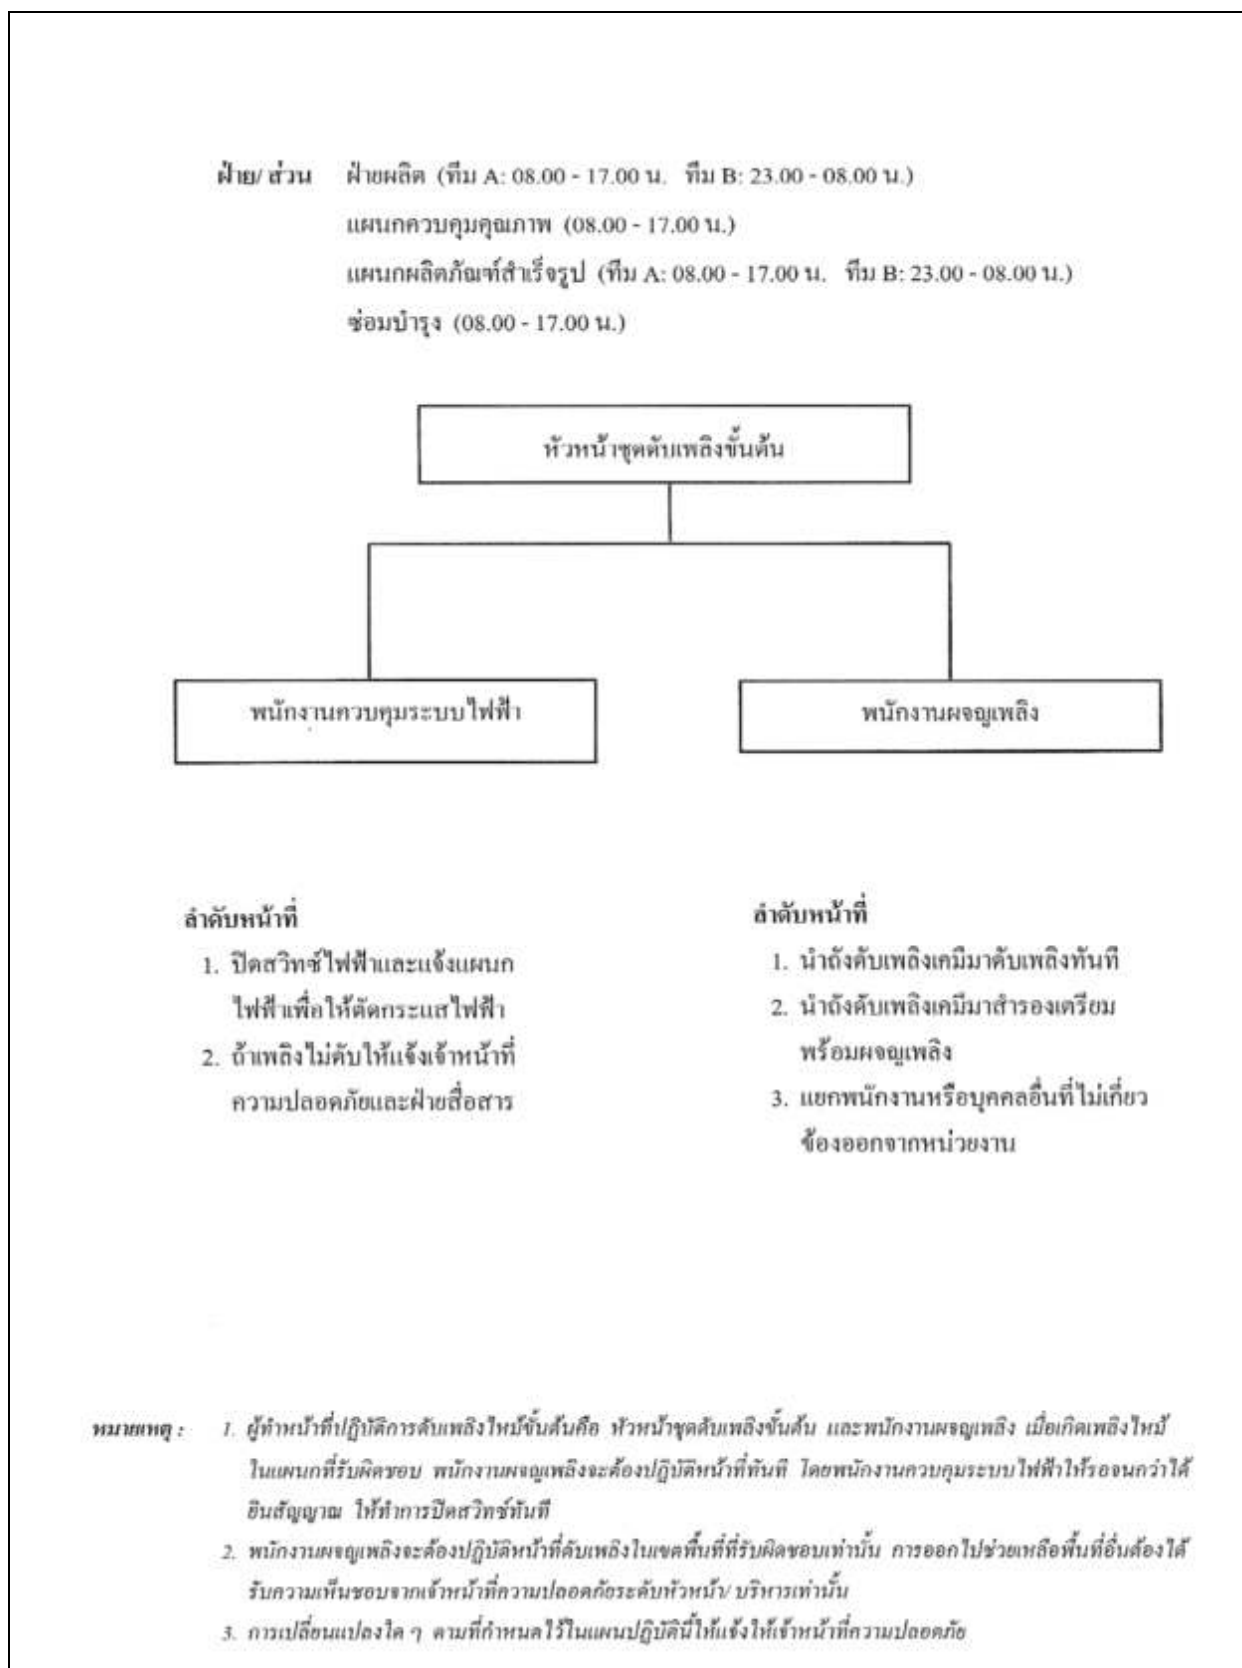 ฝ่าย/ ส่วน ฝ่ายผลิต (ทีม A: 08.00 - 17.00 น. ทีม B: 23.00 - 08.00 น.)
แผนกควบคุมคุณภาพ (08.00 - 17.00 น.)
แผนกผลิตภัณฑ์สำเร็จรูป (ทีม A: 08.00 - 17.00 น. ทีม B: 23.00 - 08.00 น.)
ซ่อมบำรุง (08.00 - 17.00 น.)
หัวหน้าชุดดับเพลิงขั้นต้น
พนักงานควบคุมระบบไฟฟ้า
พนักงานผจญเพลิง
ลำดับหน้าที่
1. ปิดสวิทช์ไฟฟ้าและแจ้งแผนก
ไฟฟ้าเพื่อให้ตัดกระแสไฟฟ้า
2. ถ้าเพลิงไม่ดับให้แจ้งเจ้าหน้าที่
ความปลอดภัยและฝ่ายสื่อสาร
ลำดับหน้าที่
1. นำถังดับเพลิงเคมีมาดับเพลิงทันที
2. นำถังดับเพลิงเคมีมาสำรองเตรียม
พร้อมผจญเพลิง
3. แยกพนักงานหรือบุคคลอื่นที่ไม่เกี่ยว
ข้องออกจากหน่วยงาน
หมายเหตุ : 1. ผู้ทำหน้าที่ปฏิบัติการดับเพลิงไหม้ขั้นต้นคือ หัวหน้าชุดดับเพลิงขั้นต้น และพนักงานผจญเพลิง เมื่อเกิดเพลิงไหม้
ในแผนกที่รับผิดชอบ พนักงานผจญเพลิงจะต้องปฏิบัติหน้าที่ทันที โดยพนักงานควบคุมระบบไฟฟ้าให้รอจนกว่าได้
ยินสัญญาณ ให้ทำการปิดสวิทช์ทันที
2. พนักงานผจญเพลิงจะต้องปฏิบัติหน้าที่ดับเพลิงในเขตพื้นที่ที่รับผิดชอบเท่านั้น การออกไปช่วยเหลือพื้นที่อื่นต้องได้
รับความเห็นชอบจากเจ้าหน้าที่ความปลอดภัยระดับหัวหน้า/ บริหารเท่านั้น
3. การเปลี่ยนแปลงใด ๆ ตามที่กำหนดไว้ในแผนปฏิบัตินี้ให้แจ้งให้เจ้าหน้าที่ความปลอดภัย